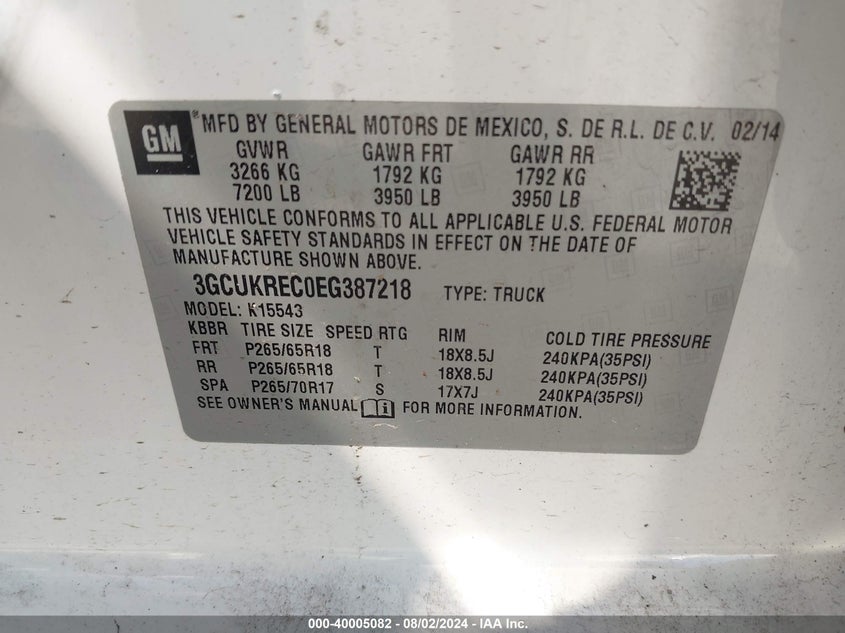 GM ® MFD BY GENERAL MOTORS DE MEXICO, S. DE R.L. DE C.V. 02/14
GVWR GAWR FRT GAWR RR
3266 KG 1792 KG 1792 KG
7200 LB 3950 LB 3950 LB
THIS VEHICLE CONFORMS TO ALL APPLICABLE U.S. FEDERAL MOTOR
VEHICLE SAFETY STANDARDS IN EFFECT ON THE DATE OF
MANUFACTURE SHOWN ABOVE.
3GCUKREC0EG387218 TYPE: TRUCK
MODEL: K15543
KBBR TIRE SIZE SPEED RTG RIM COLD TIRE PRESSURE
FRT P265/65R18 T 18X8.5J 240KPA(35PSI)
RR P265/65R18 T 18X8.5J 240KPA(35PSI)
SPA P265/70R17 S 17X7J 240KPA(35PSI)
SEE OWNER'S MANUAL FOR MORE INFORMATION.
000-40005082 - 08/02/2024 - IAA Inc.